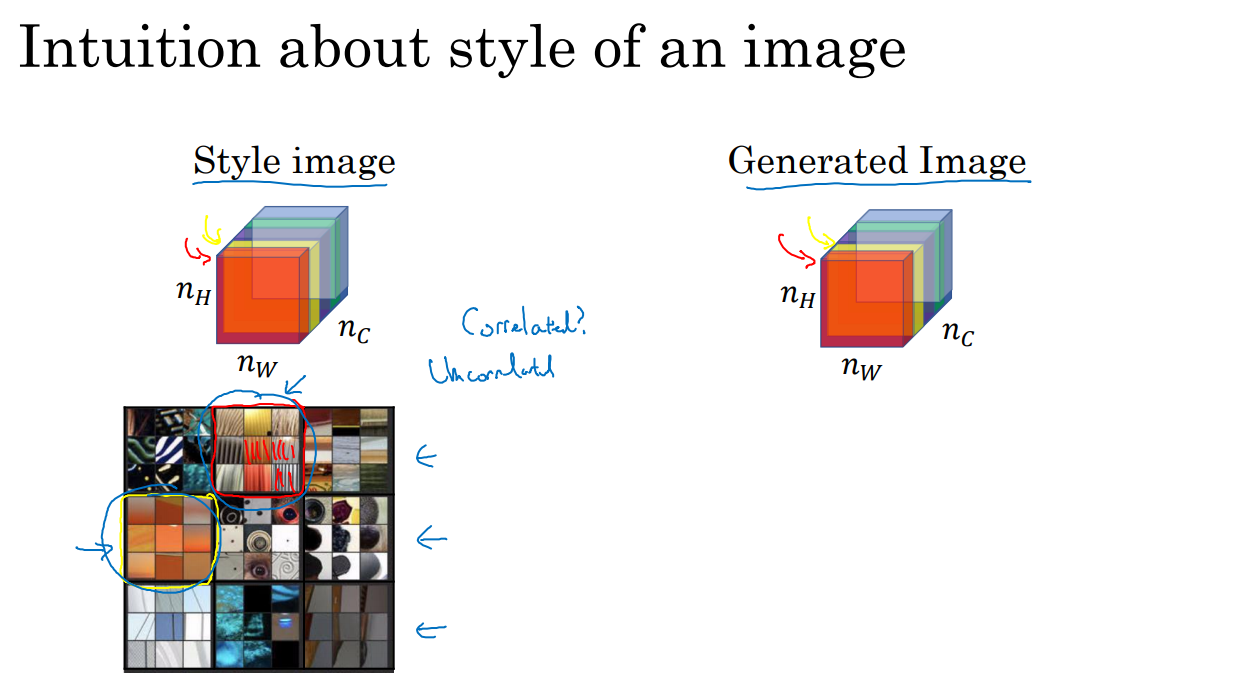 Intuition about style of an image
Style image
Generated Image
n_H
n_C
n_W
n_H
n_C
n_W
Correlated?
Uncorrelated